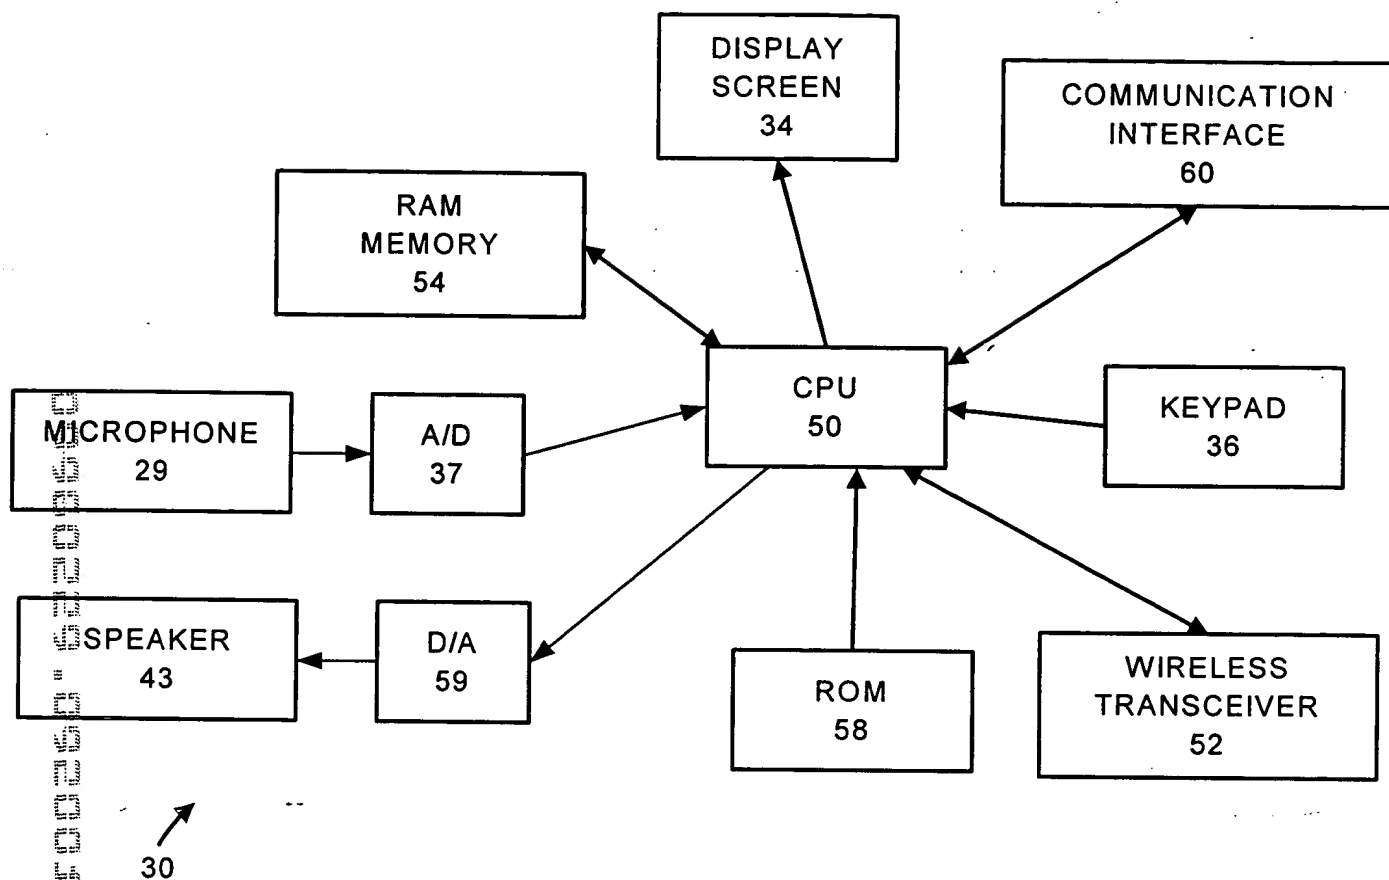 DISPLAY
SCREEN
34
COMMUNICATION
INTERFACE
60
RAM
MEMORY
54
CPU
50
KEYPAD
36
MICROPHONE
29
A/D
37
SPEAKER
43
D/A
59
ROM
58
WIRELESS
TRANSCEIVER
52
30